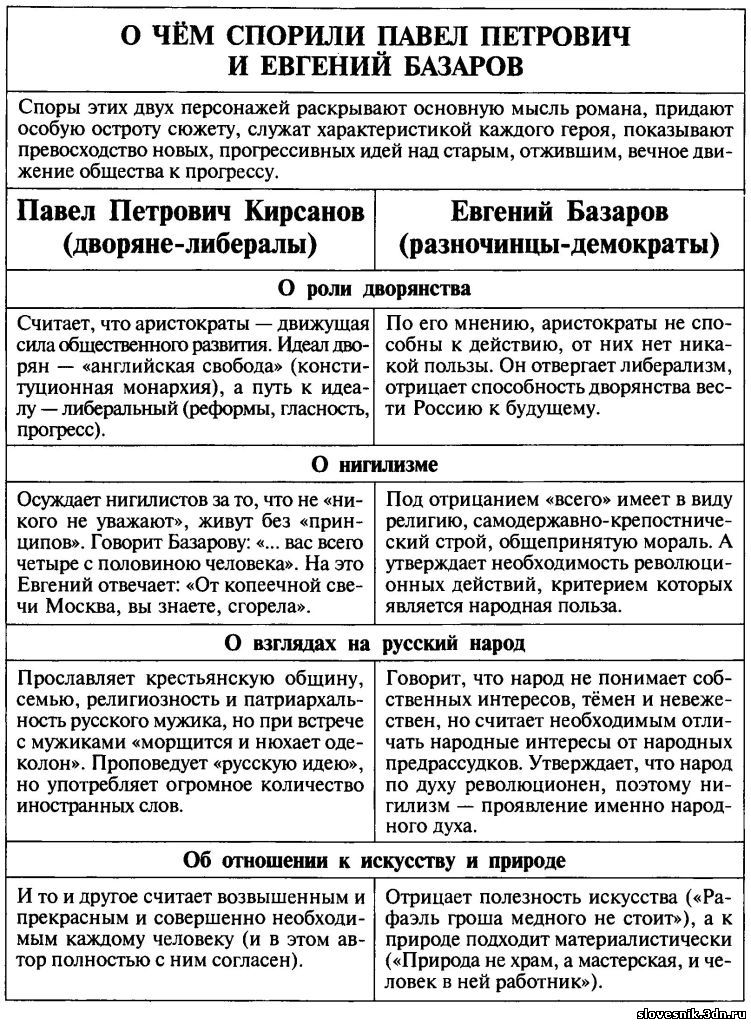 О ЧЁМ СПОРИЛИ ПАВЕЛ ПЕТРОВИЧ
И ЕВГЕНИЙ БАЗАРОВ
Споры этих двух персонажей раскрывают основную мысль романа, придают
особую остроту сюжету, служат характеристикой каждого героя, показывают
превосходство новых, прогрессивных идей над старым, отжившим, вечное дви-
жение общества к прогрессу.
Павел Петрович Кирсанов
(дворяне-либералы)
Евгений Базаров
(разночинцы-демократы)
О роли дворянства
Считает, что аристократы — движущая
сила общественного развития. Идеал дво-
рян — «английская свобода» (консти-
туционная монархия), а путь к идеа-
лу — либеральный (реформы, гласность,
прогресс).
По его мнению, аристократы не спо-
собны к действию, от них нет ника-
кой пользы. Он отвергает либерализм,
отрицает способность дворянства вес-
ти Россию к будущему.
О нигилизме
Осуждает нигилистов за то, что не «ни-
кого не уважают», живут без «прин-
ципов». Говорит Базарову: «... вас всего
четыре с половиною человека». На это
Евгений отвечает: «От копеечной све-
чи Москва, вы знаете, сгорела».
Под отрицанием «всего» имеет в виду
религию, самодержавно-крепостниче-
ский строй, общепринятую мораль. А
утверждает необходимость революци-
онных действий, критерием которых
является народная польза.
О взглядах на русский народ
Прославляет крестьянскую общину,
семью, религиозность и патриархаль-
ность русского мужика, но при встрече
с мужиками «морщится и нюхает оде-
колон». Проповедует «русскую идею»,
но употребляет огромное количество
иностранных слов.
Говорит, что народ не понимает соб-
ственных интересов, тёмен и невеже-
ствен, но считает необходимым отли-
чать народные интересы от народных
предрассудков. Утверждает, что народ
по духу революционен, поэтому ни-
гилизм — проявление именно народ-
ного духа.
Об отношении к искусству и природе
И то и другое считает возвышенным и
прекрасным и совершенно необходи-
мым каждому человеку (и в этом ав-
тор полностью с ним согласен).
Отрицает полезность искусства («Ра-
фаэль гроша медного не стоит»), а к
природе подходит материалистически
(«Природа не храм, а мастерская, и че-
ловек в ней работник»).
slovesnik.3dn.ru